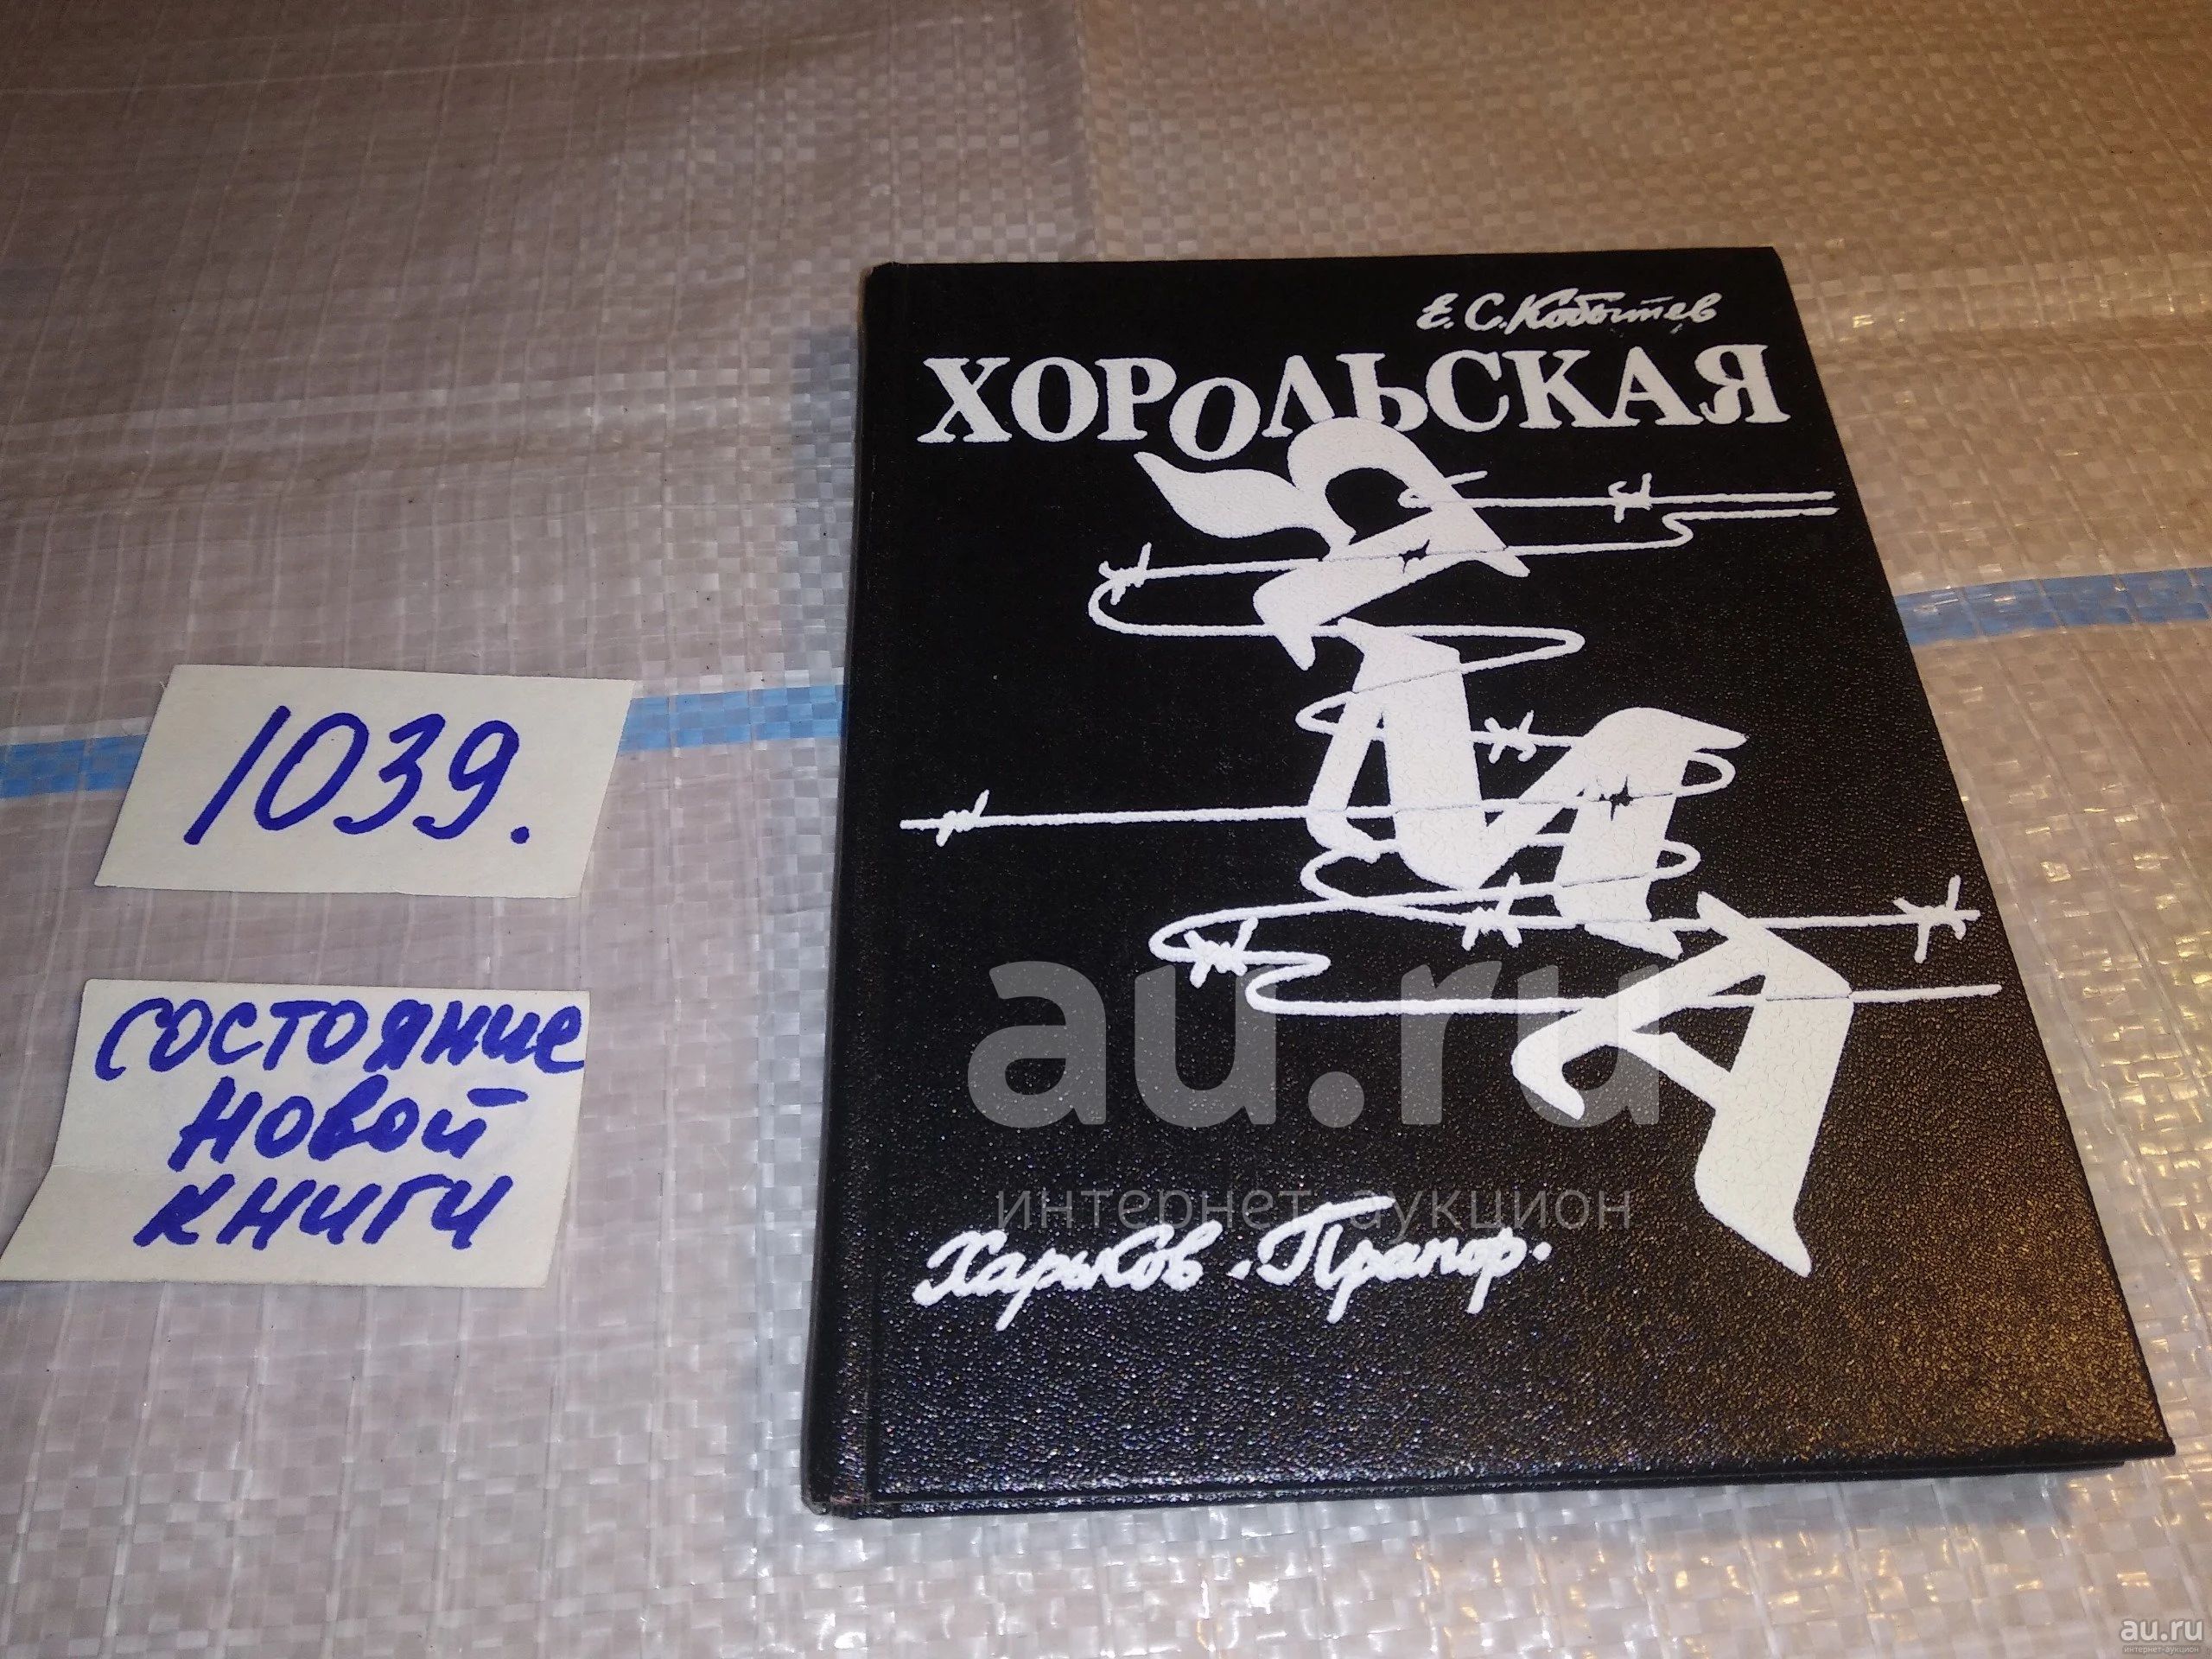 Е. С. Кобытев
ХОРОЛЬСКАЯ
ЯМА
Харьков. Прапор.
1039.
СОСТОЯНИЕ
НОВОЙ
КНИГИ
au.ru
интернет-аукцион
au.ru
интернет-аукцион